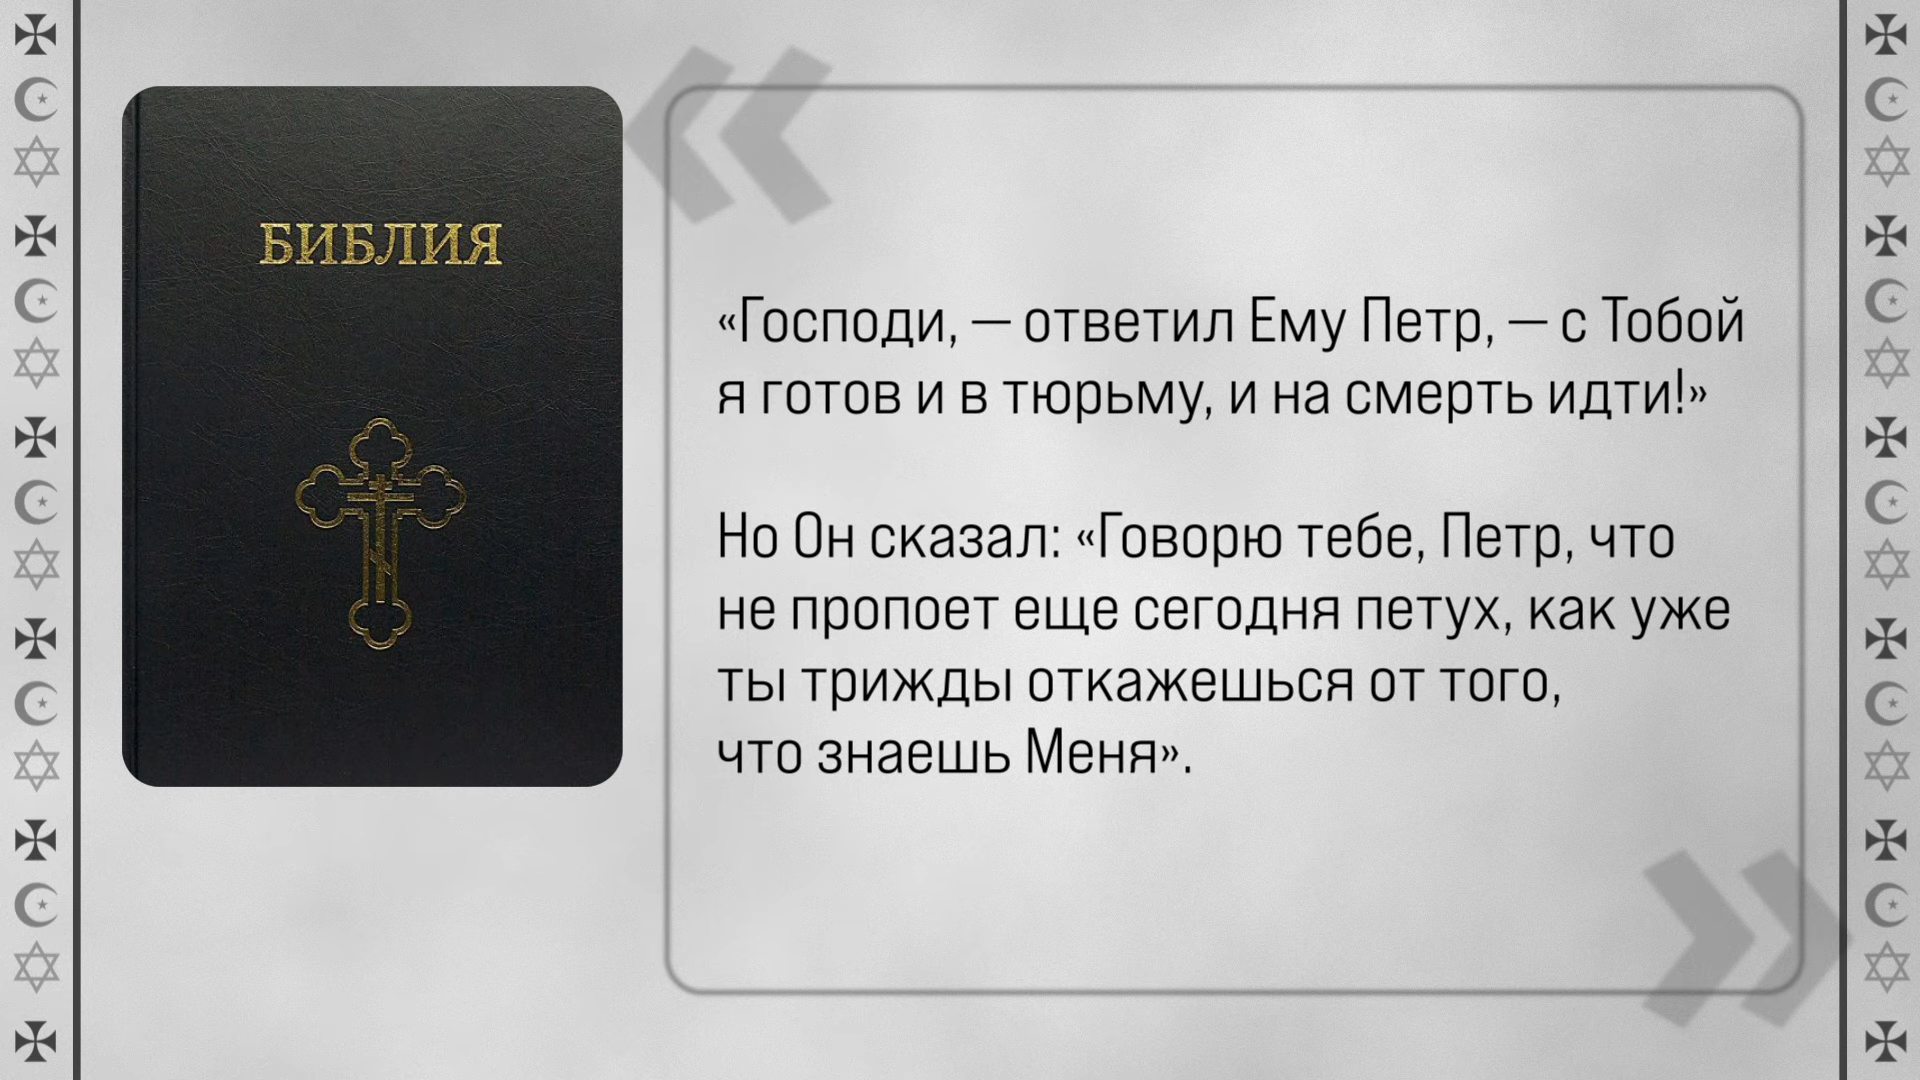 БИБЛИЯ
«Господи, — ответил Ему Петр, — с Тобой
я готов и в тюрьму, и на смерть идти!»
Но Он сказал: «Говорю тебе, Петр, что
не пропоет еще сегодня петух, как уже
ты трижды откажешься от того,
что знаешь Меня».